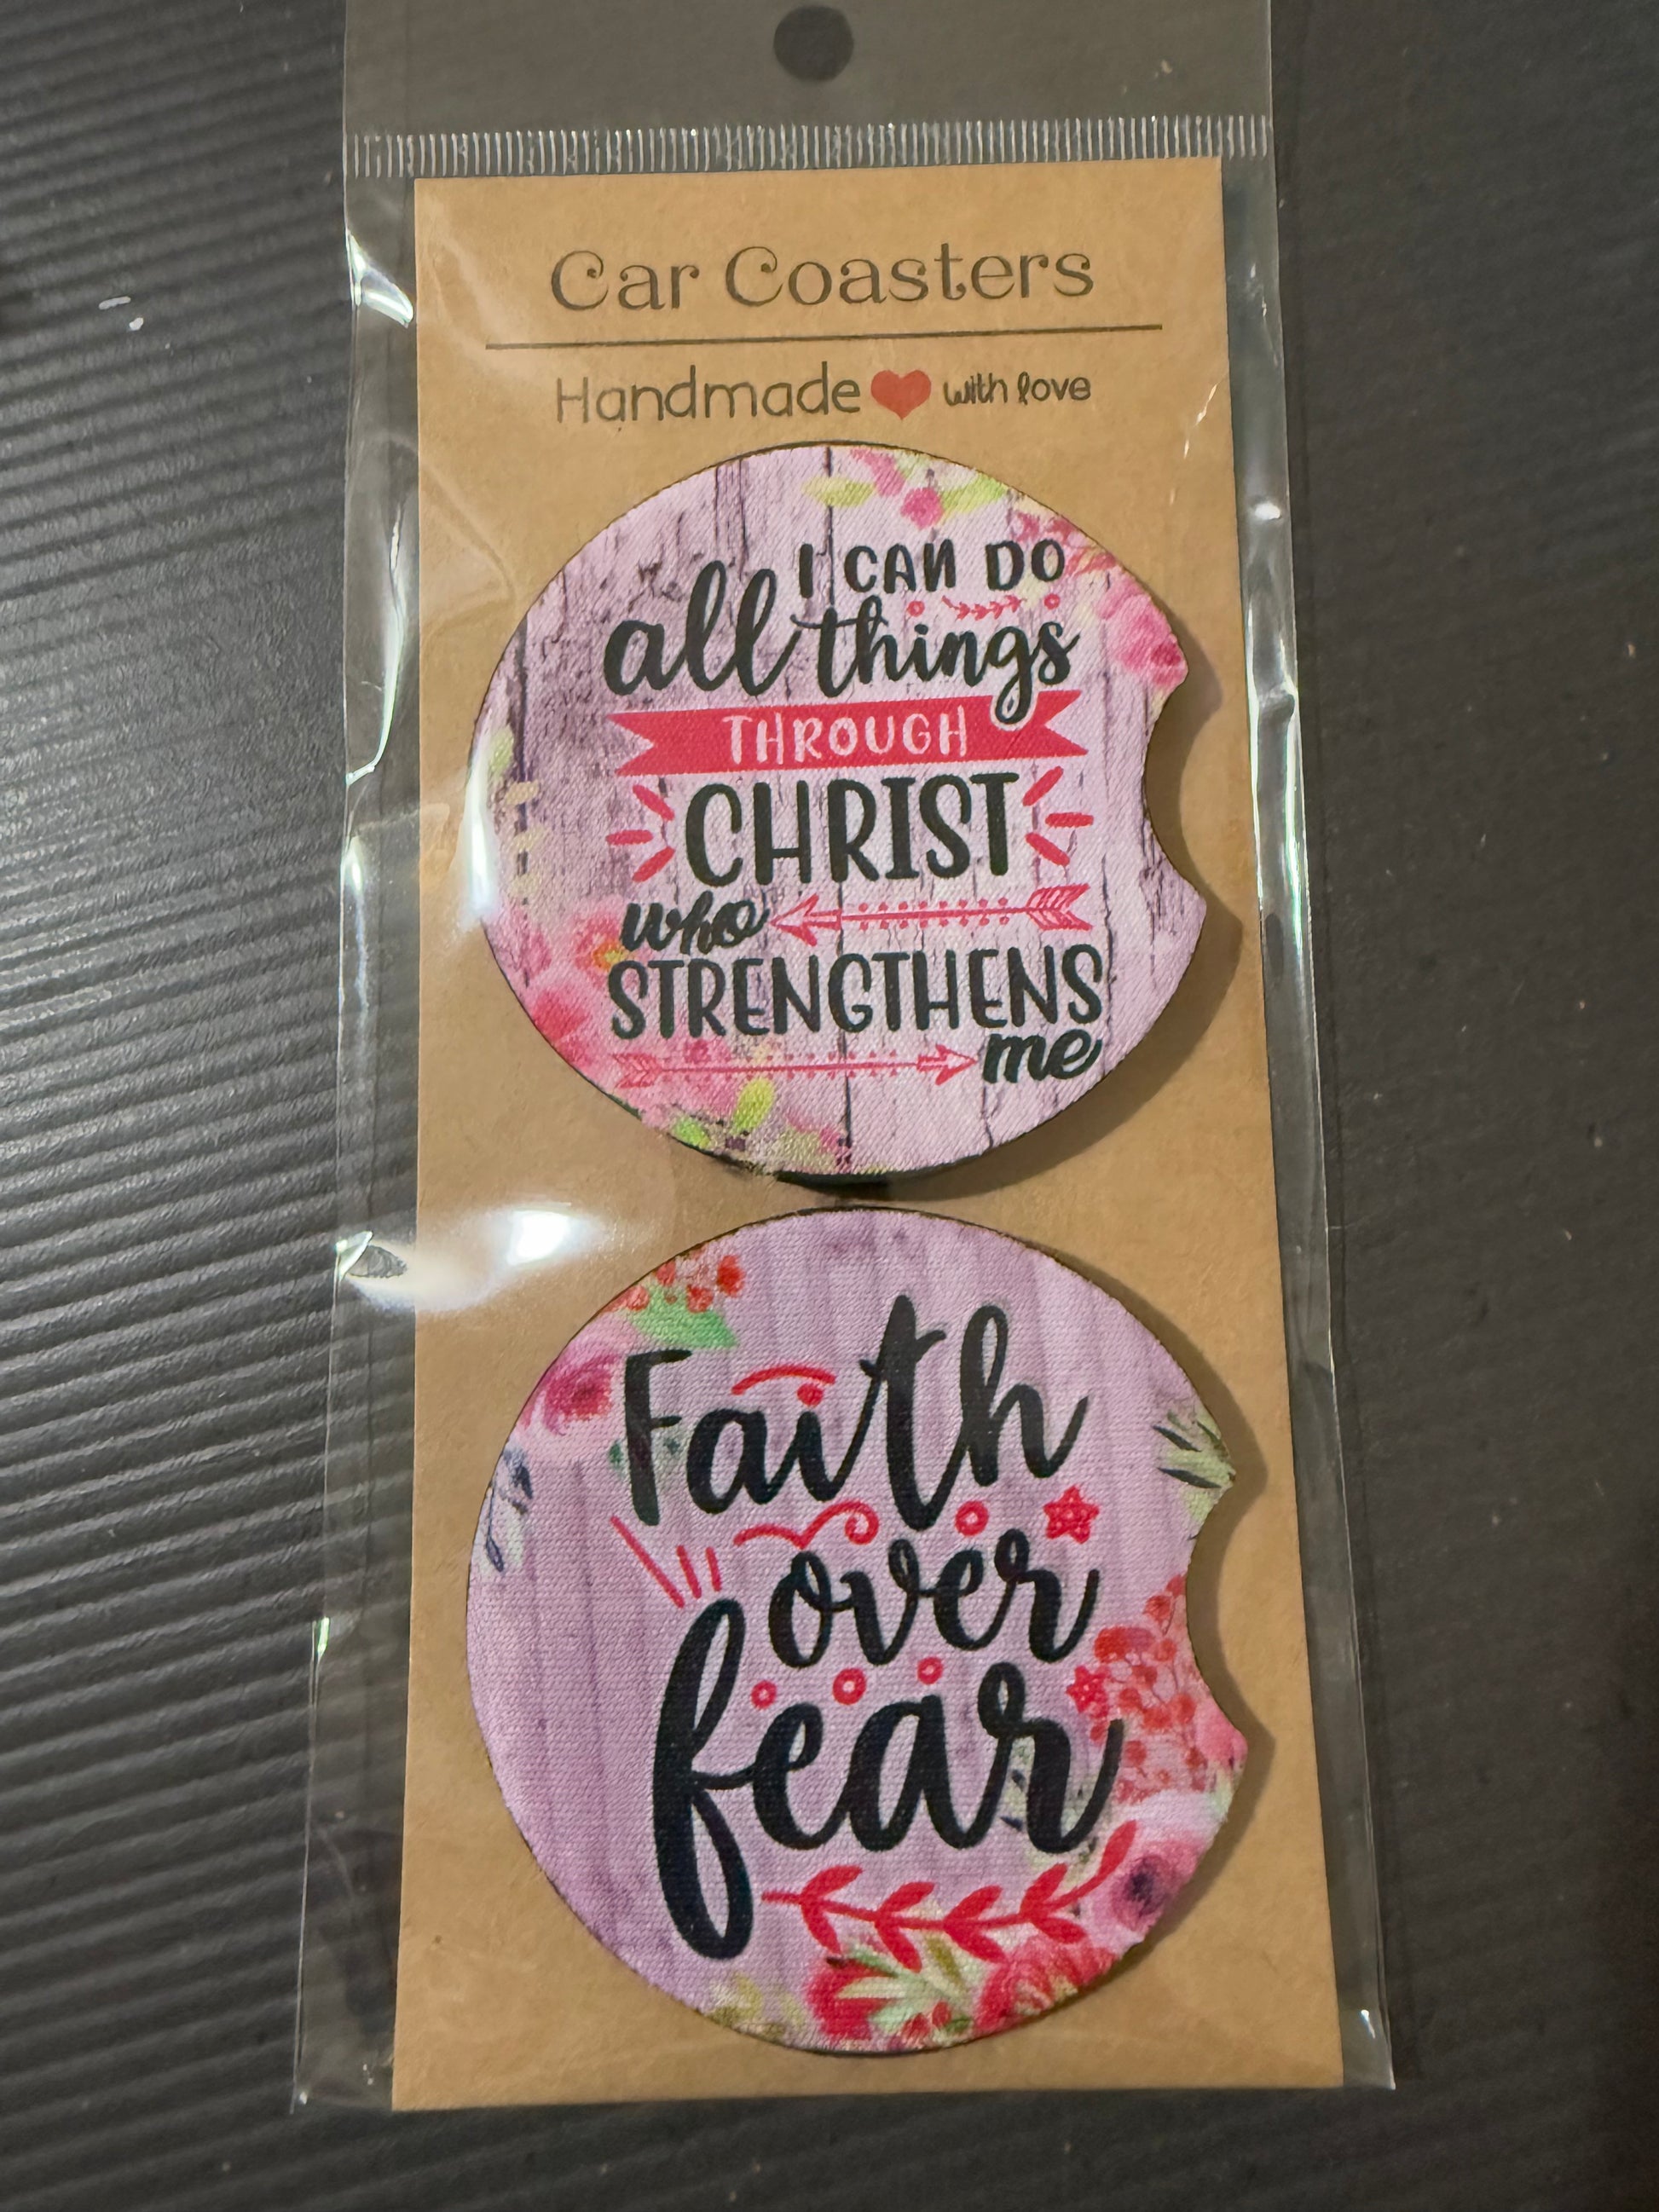 Car Coasters
Handmade with love
I CAN DO
all things
THROUGH
CHRIST
who
STRENGTHENS
me
Faith
over
fear